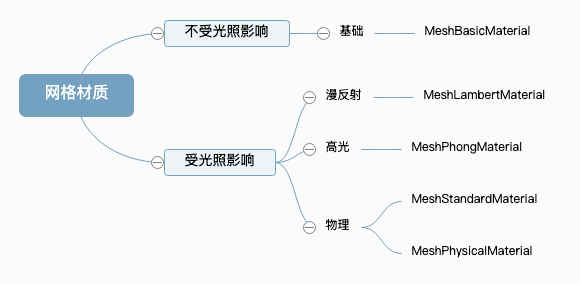 网格材质
不受光照影响
基础
MeshBasicMaterial
受光照影响
漫反射
MeshLambertMaterial
高光
MeshPhongMaterial
物理
MeshStandardMaterial
MeshPhysicalMaterial